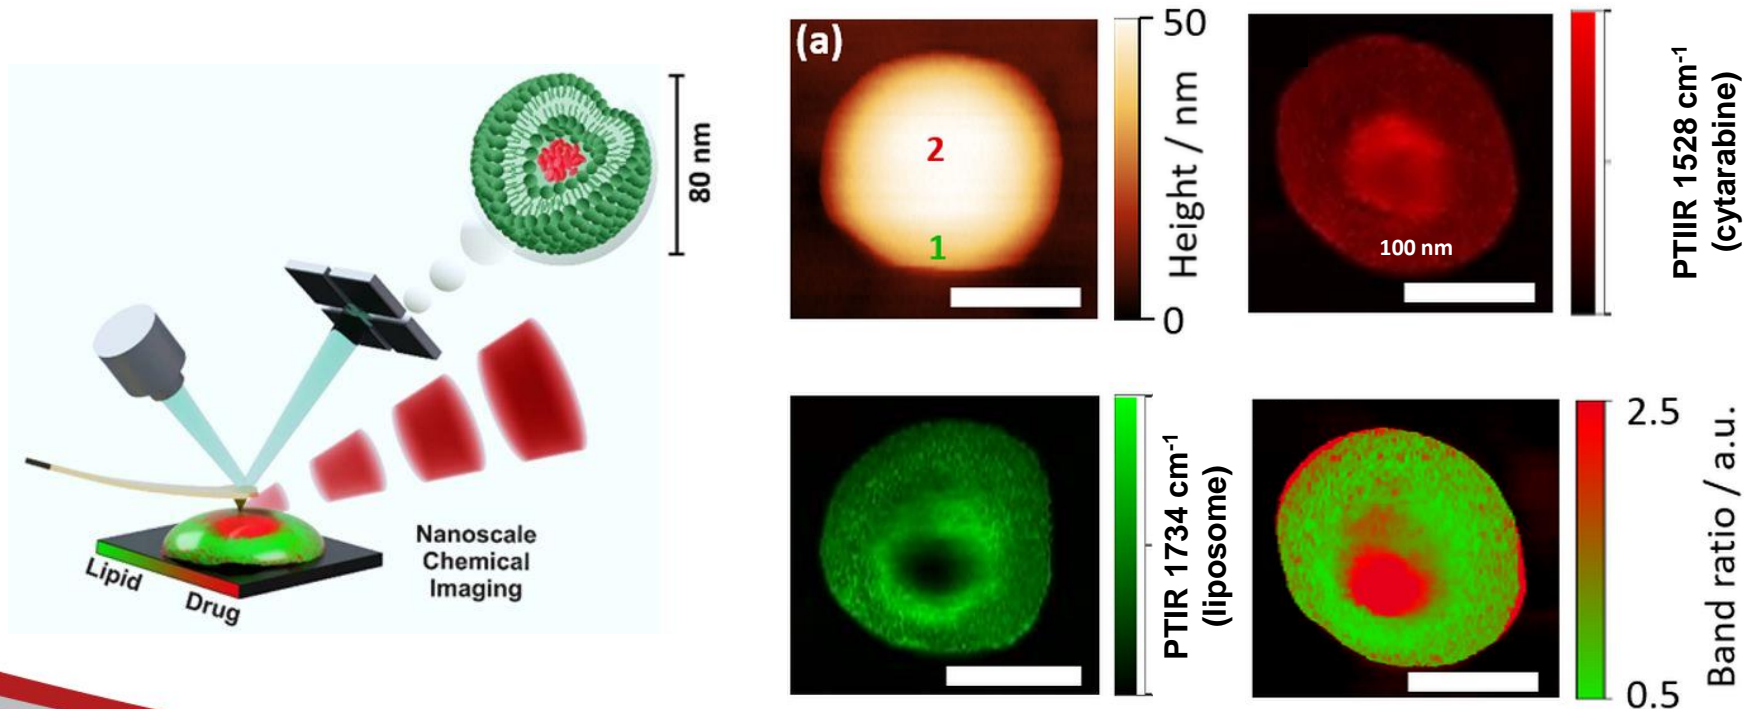 80 nm
Nanoscale
Chemical
Imaging
Lipid
Drug
(a)
2
1
50
Height / nm
0
100 nm
PTIIR 1528 cm-1
(cytarabine)
PTIR 1734 cm-1
(liposome)
2.5
Band ratio / a.u.
0.5